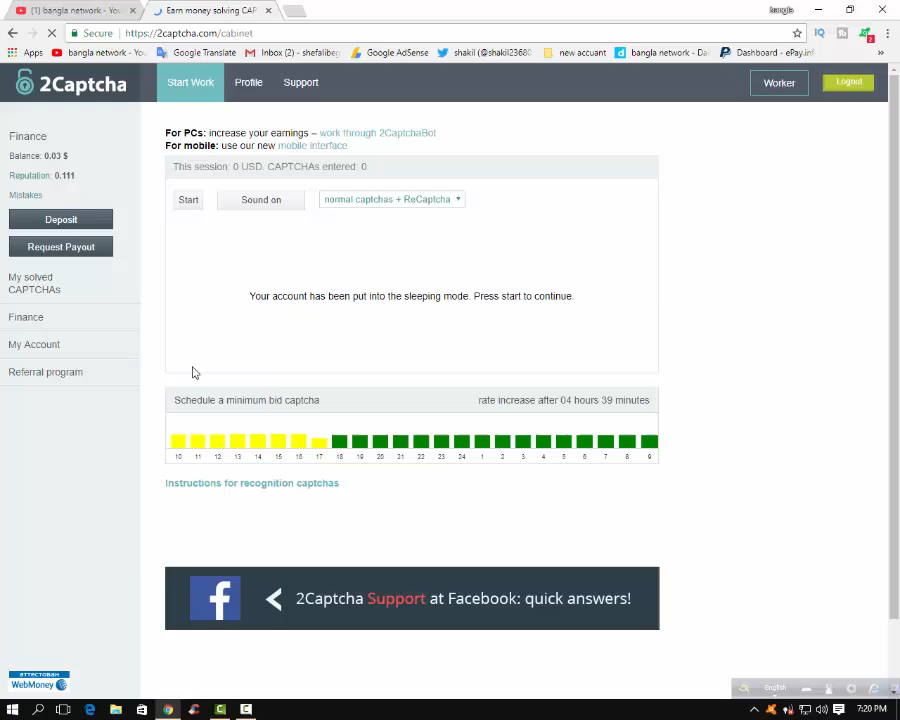 (1) bangla network - You
Earn money solving CAP
bangla
Secure
https://2captcha.com/cabinet
Apps
bangla network - You
Google Translate
Inbox (2) - shefalibeg
Google AdSense
shakil (@shakil23680
new accuant
bangla network - Da
Dashboard - ePay.inf
2Captcha
Start Work
Profile
Support
Worker
Logout
Finance
Balance: 0.03 $
Reputation: 0.111
Mistakes
Deposit
Request Payout
My solved
CAPTCHAs
Finance
My Account
Referral program
For PCs: increase your earnings – work through 2CaptchaBot
For mobile: use our new mobile interface
This session: 0 USD. CAPTCHAs entered: 0.
Start
Sound on
normal captchas + ReCaptcha
Your account has been put into the sleeping mode. Press start to continue.
Schedule a minimum bid captcha
rate increase after 04 hours 39 minutes
10 11 12 13 14 15 16 17 18 19 20 21 22 23 24 1 2 3 4 5 6 7 8 9
Instructions for recognition captchas
2Captcha Support at Facebook: quick answers!
аттестован
WebMoney
English
7:20 PM